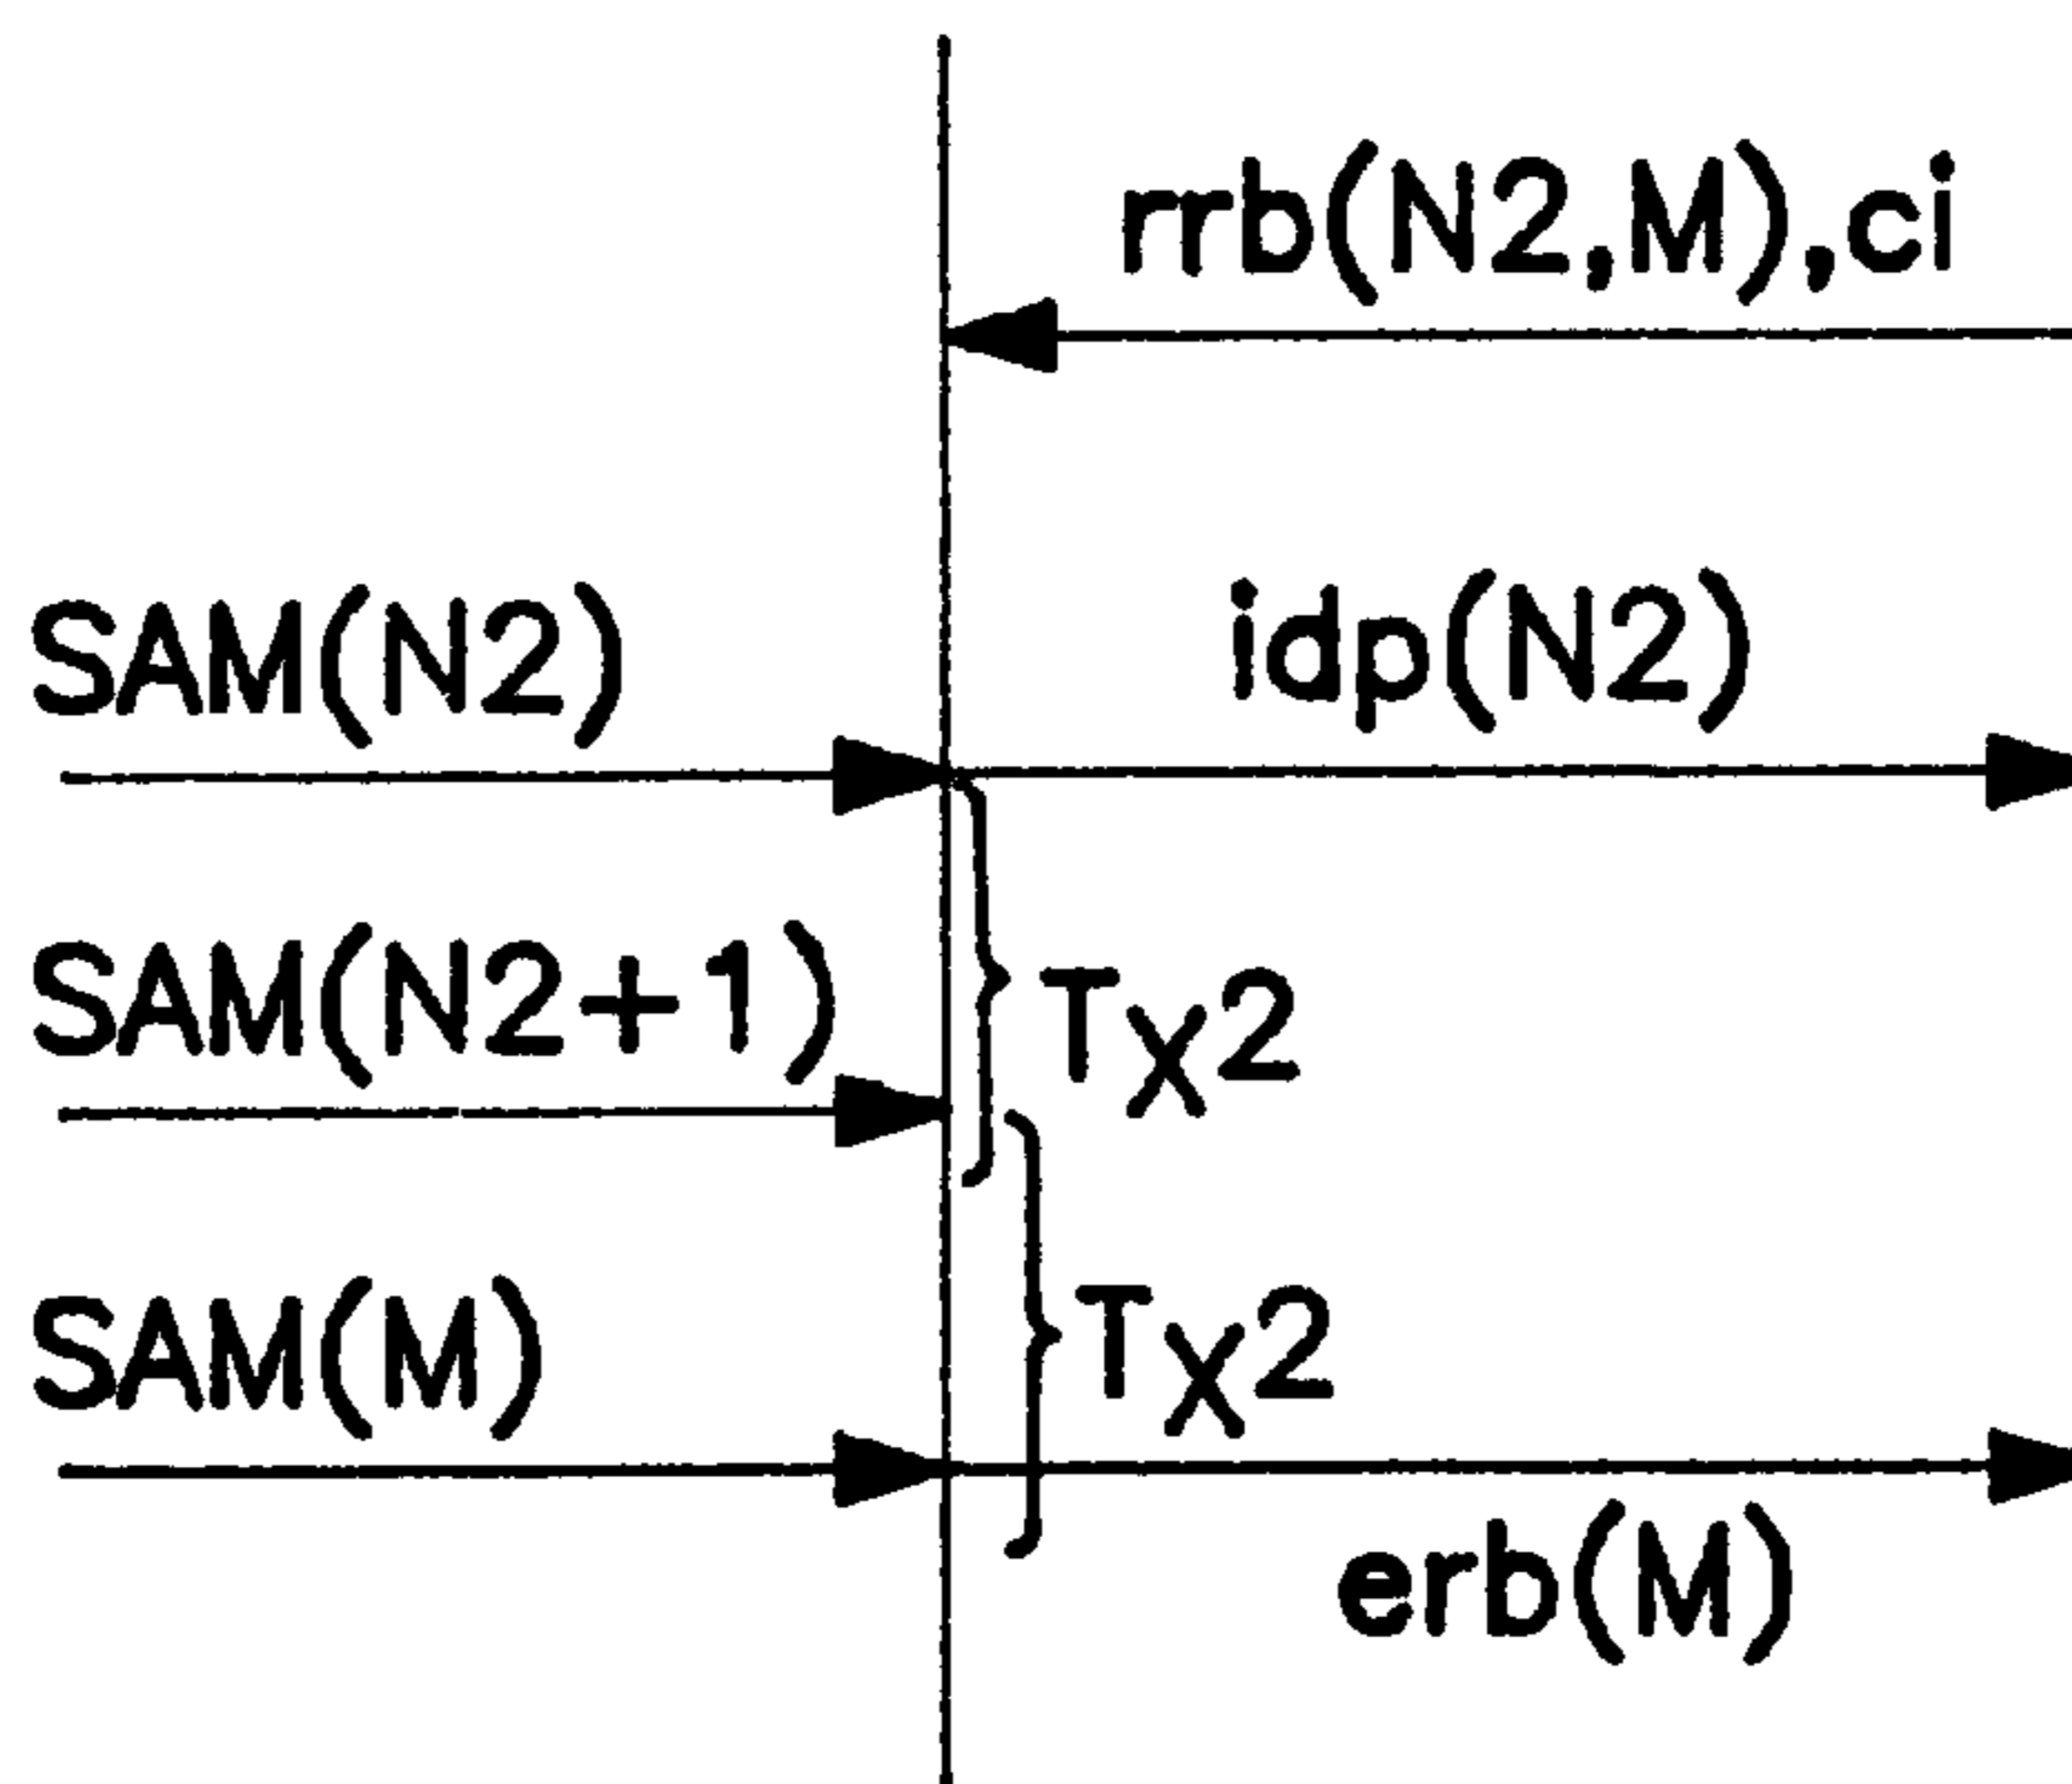 rrb(N2,M),ci
SAM(N2)
idp(N2)
SAM(N2+1)
Tx2
SAM(M)
Tx2
erb(M)